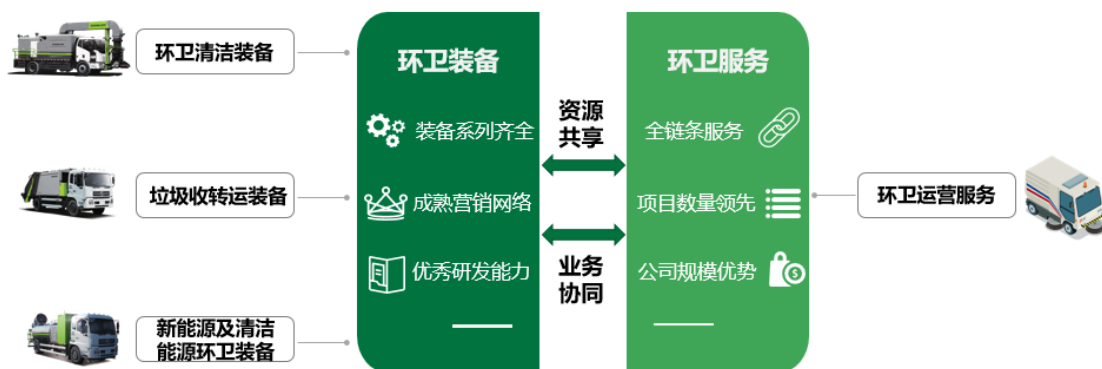 环卫清洁装备
垃圾收转运装备
新能源及清洁
能源环卫装备
环卫装备
装备系列齐全
成熟营销网络
优秀研发能力
资源
共享
业务
协同
环卫服务
全链条服务
项目数量领先
公司规模优势
环卫运营服务